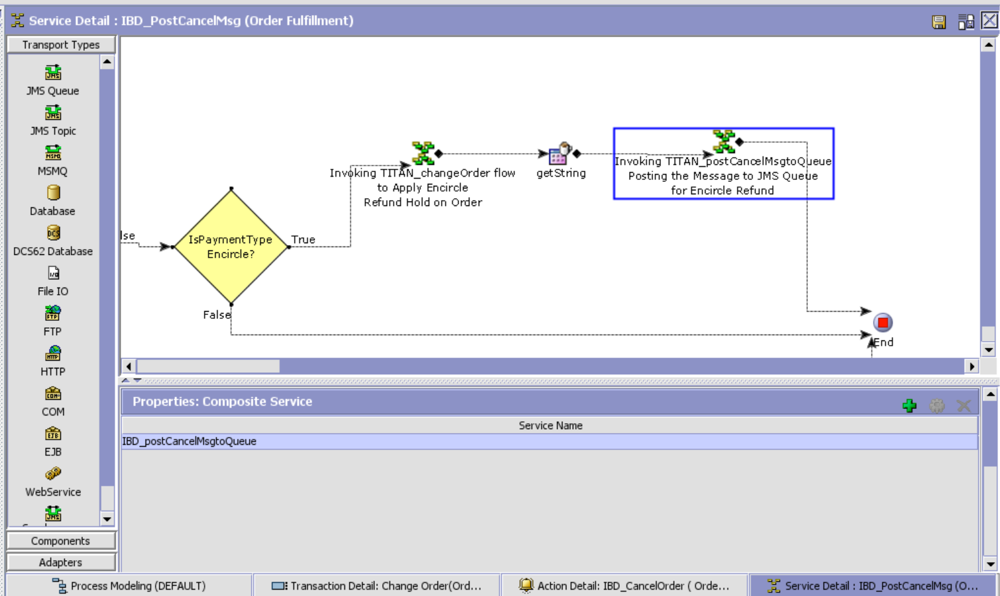 Service Detail : IBD_PostCancelMsg (Order Fulfillment)
Transport Types
JMS Queue
JMS Topic
MSMQ
Database
DCS62 Database
File IO
FTP
HTTP
COM
EJB
WebService
Components
Adapters
lse
IsPaymentType
Encircle?
True
False
Invoking TITAN_changeOrder flow
to Apply Encircle
Refund Hold on Order
getString
Invoking TITAN_postCancelMsgtoQueue
Posting the Message to JMS Queue
for Encircle Refund
End
Properties: Composite Service
Service Name
IBD_postCancelMsgtoQueue
Process Modeling (DEFAULT)
Transaction Detail: Change Order(Ord...
Action Detail: IBD_CancelOrder ( Orde...
Service Detail : IBD_PostCancelMsg (O...